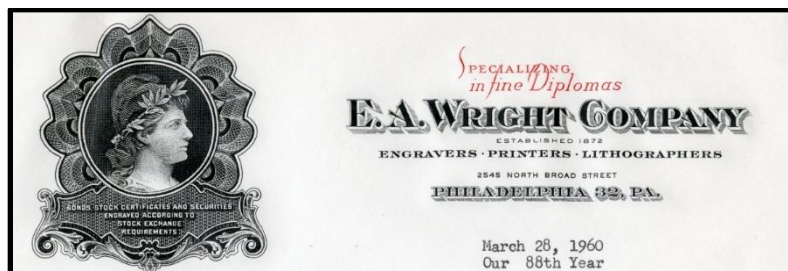 BONDS, STOCK CERTIFICATES AND SECURITIES
ENGRAVED ACCORDING TO
STOCK EXCHANGE
REQUIREMENTS
SPECIALIZING
in fine Diplomas
E. A. WRIGHT COMPANY
ESTABLISHED 1872
ENGRAVERS · PRINTERS · LITHOGRAPHERS
2545 NORTH BROAD STREET
PHILADELPHIA 32, PA.
March 28, 1960
Our 88th Year